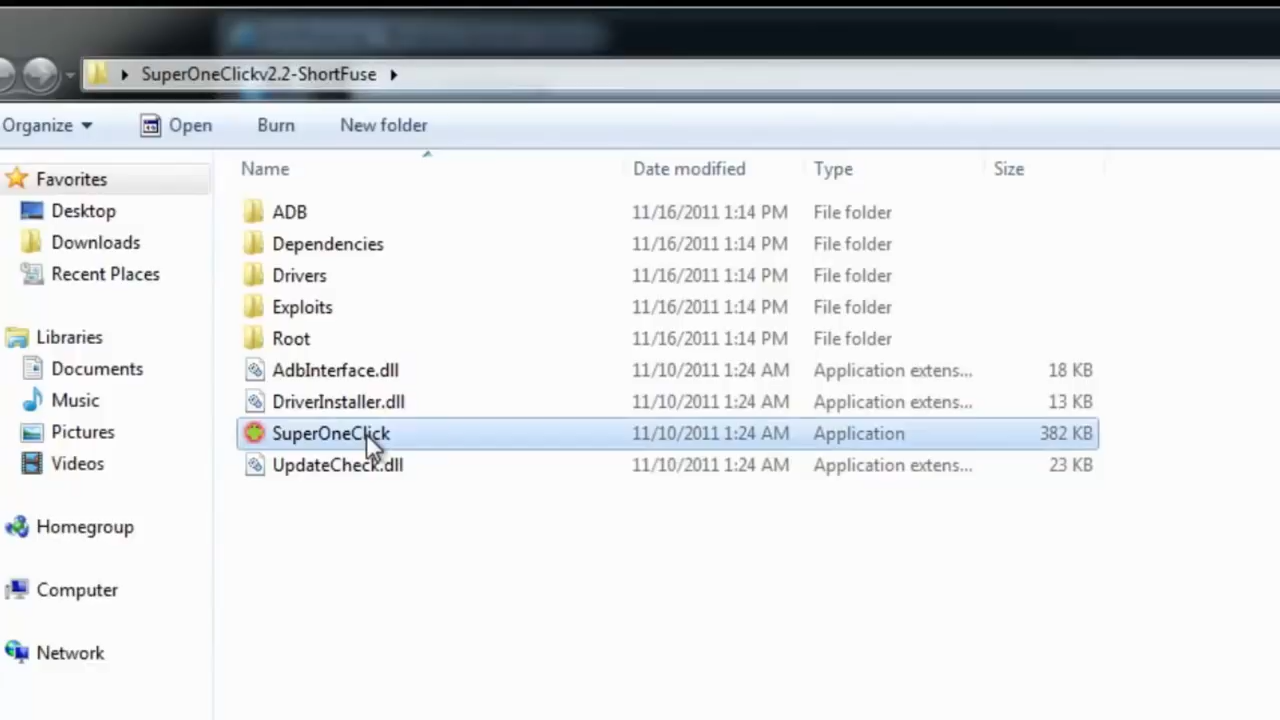 SuperOneClickv2.2-ShortFuse
Organize Open Burn New folder
Name Date modified Type Size
Favorites
Desktop
Downloads
Recent Places
Libraries
Documents
Music
Pictures
Videos
Homegroup
Computer
Network
ADB 11/16/2011 1:14 PM File folder
Dependencies 11/16/2011 1:14 PM File folder
Drivers 11/16/2011 1:14 PM File folder
Exploits 11/16/2011 1:14 PM File folder
Root 11/16/2011 1:14 PM File folder
AdbInterface.dll 11/10/2011 1:24 AM Application extens... 18 KB
DriverInstaller.dll 11/10/2011 1:24 AM Application extens... 13 KB
SuperOneClick 11/10/2011 1:24 AM Application 382 KB
UpdateCheck.dll 11/10/2011 1:24 AM Application extens... 23 KB